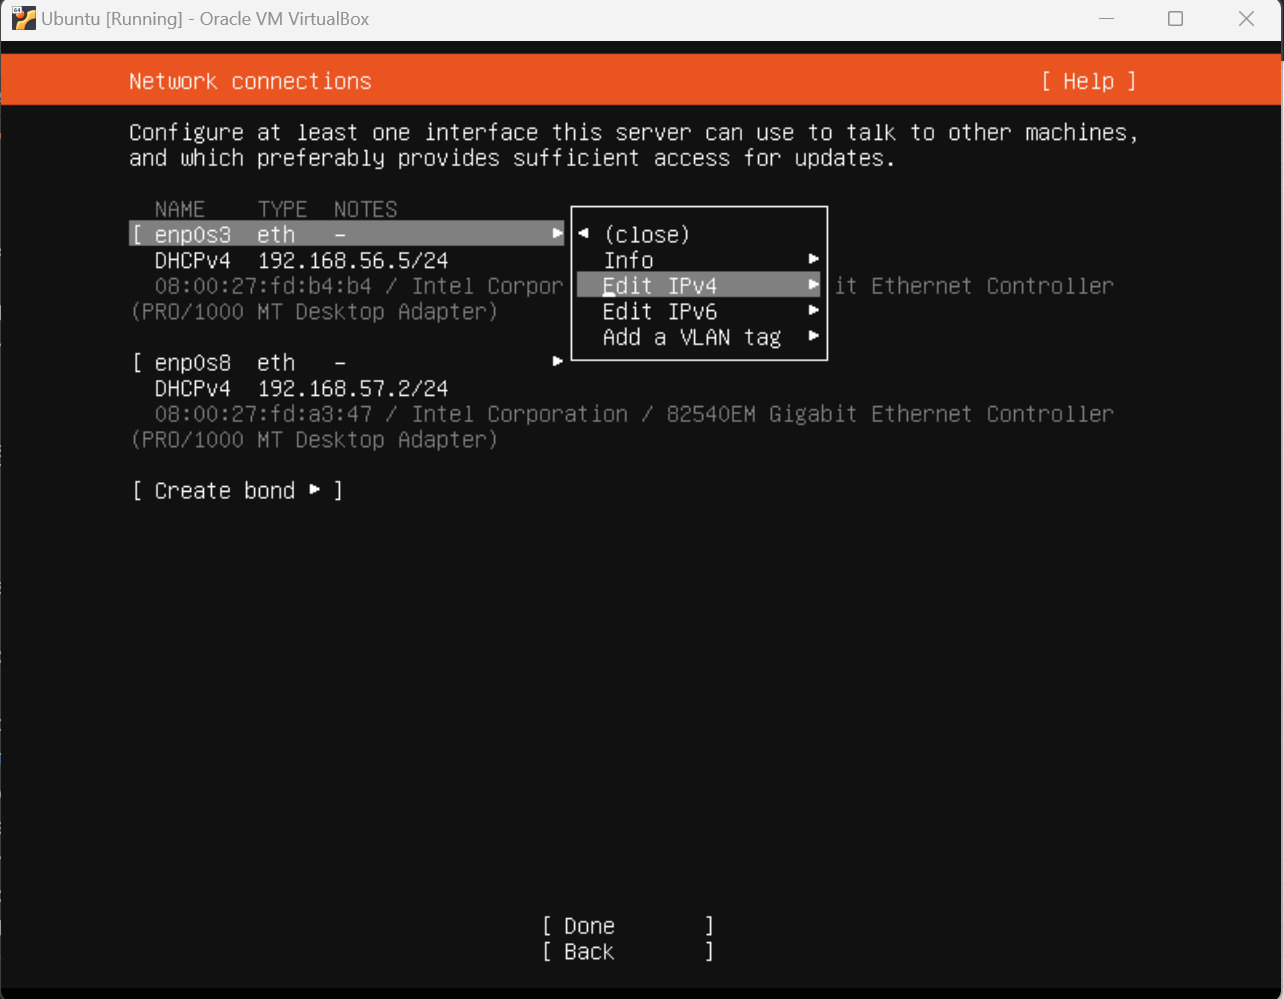 Ubuntu [Running] - Oracle VM VirtualBox
Network connections [ Help ]
Configure at least one interface this server can use to talk to other machines,
and which preferably provides sufficient access for updates.
NAME TYPE NOTES
[ enp0s3 eth - ▸
DHCPv4 192.168.56.5/24
08:00:27:fd:b4:b4 / Intel Corpor it Ethernet Controller
(PRO/1000 MT Desktop Adapter)
◂ (close)
Info ▸
Edit IPv4 ▸
Edit IPv6 ▸
Add a VLAN tag ▸
[ enp0s8 eth - ▸
DHCPv4 192.168.57.2/24
08:00:27:fd:a3:47 / Intel Corporation / 82540EM Gigabit Ethernet Controller
(PRO/1000 MT Desktop Adapter)
[ Create bond ▸ ]
[ Done ]
[ Back ]